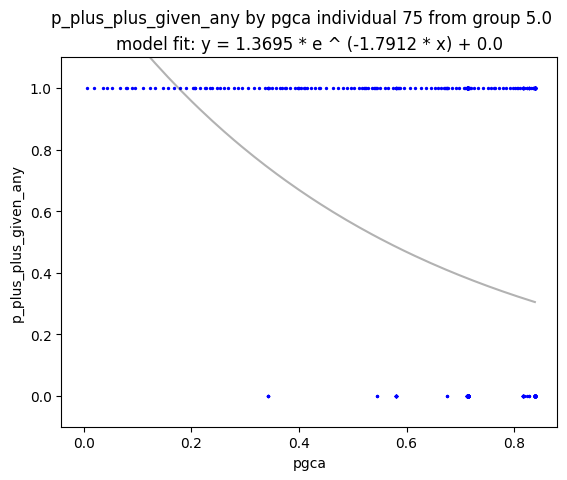 p_plus_plus_given_any by pgca individual 75 from group 5.0
model fit: y = 1.3695 * e ^ (-1.7912 * x) + 0.0
1.0
0.8
0.6
0.4
0.2
0.0
p_plus_plus_given_any
0.0 0.2 0.4 0.6 0.8
pgca